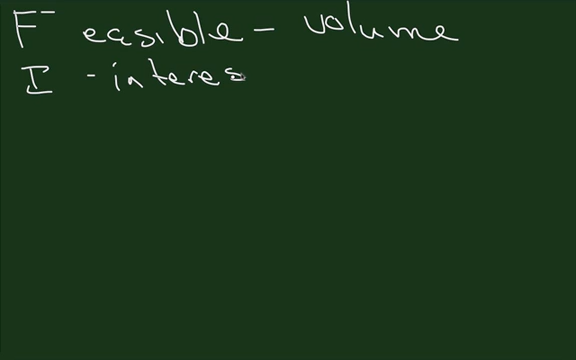 F- easible - volume
I - interes